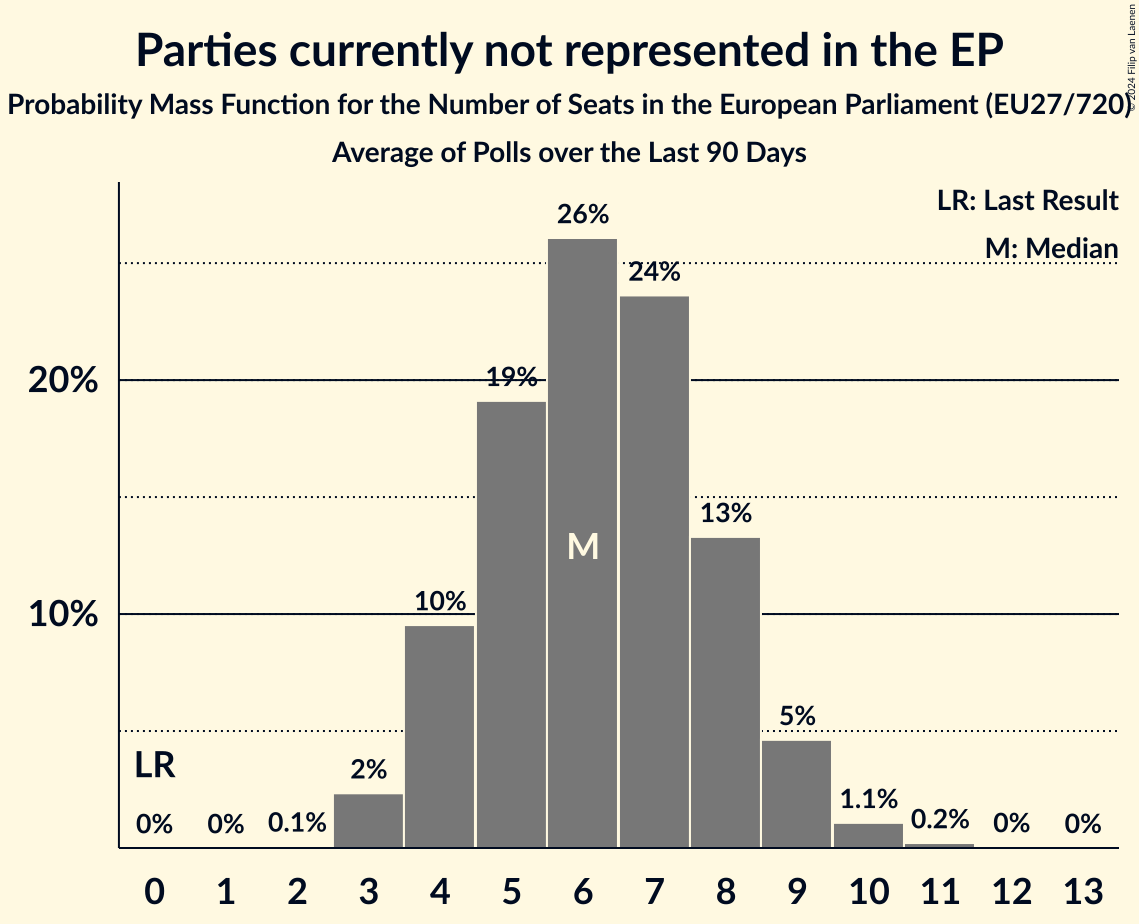 Parties currently not represented in the EP
Probability Mass Function for the Number of Seats in the European Parliament (EU27/720)
Average of Polls over the Last 90 Days
© 2024 Filip van Laenen
LR: Last Result
M: Median
26%
24%
20%
19%
13%
M
10%
10%
5%
LR
2%
1.1%
0%
0%
0.1%
0.2%
0%
0%
0 1 2 3 4 5 6 7 8 9 10 11 12 13